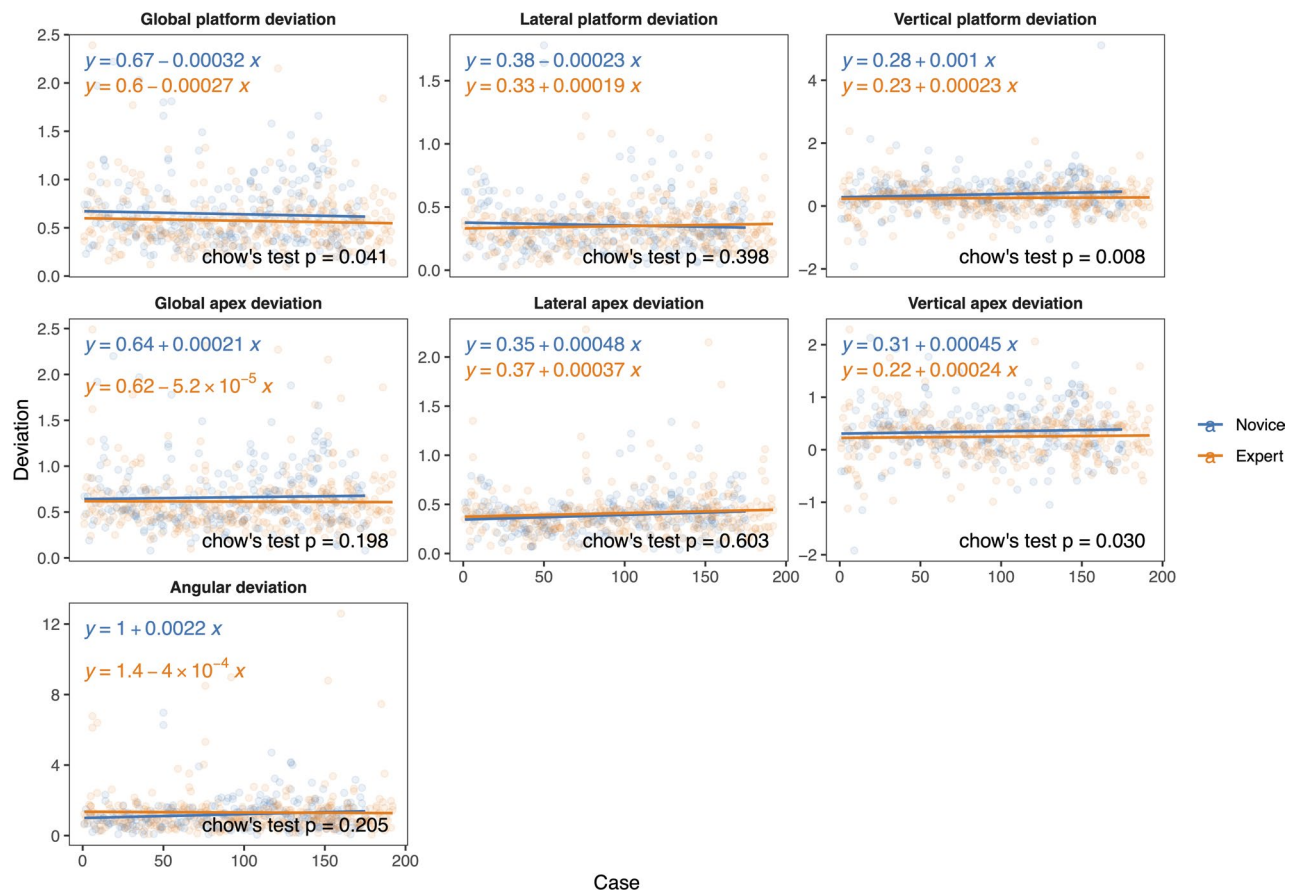 Global platform deviation
Lateral platform deviation
Vertical platform deviation
2.5
2.0
1.5
1.0
0.5
0.0
y = 0.67 − 0.00032 x
y = 0.6 − 0.00027 x
chow's test p = 0.041
1.5
1.0
0.5
0.0
y = 0.38 − 0.00023 x
y = 0.33 + 0.00019 x
chow's test p = 0.398
4
2
0
−2
y = 0.28 + 0.001 x
y = 0.23 + 0.00023 x
chow's test p = 0.008
Global apex deviation
Lateral apex deviation
Vertical apex deviation
Deviation
2.5
2.0
1.5
1.0
0.5
0.0
y = 0.64 + 0.00021 x
y = 0.62 − 5.2 × 10⁻⁵ x
chow's test p = 0.198
2.0
1.5
1.0
0.5
0.0
y = 0.35 + 0.00048 x
y = 0.37 + 0.00037 x
chow's test p = 0.603
0 50 100 150 200
2
1
0
−1
−2
y = 0.31 + 0.00045 x
y = 0.22 + 0.00024 x
chow's test p = 0.030
0 50 100 150 200
a Novice
a Expert
Angular deviation
12
8
4
0
y = 1 + 0.0022 x
y = 1.4 − 4 × 10⁻⁴ x
chow's test p = 0.205
0 50 100 150 200
Case